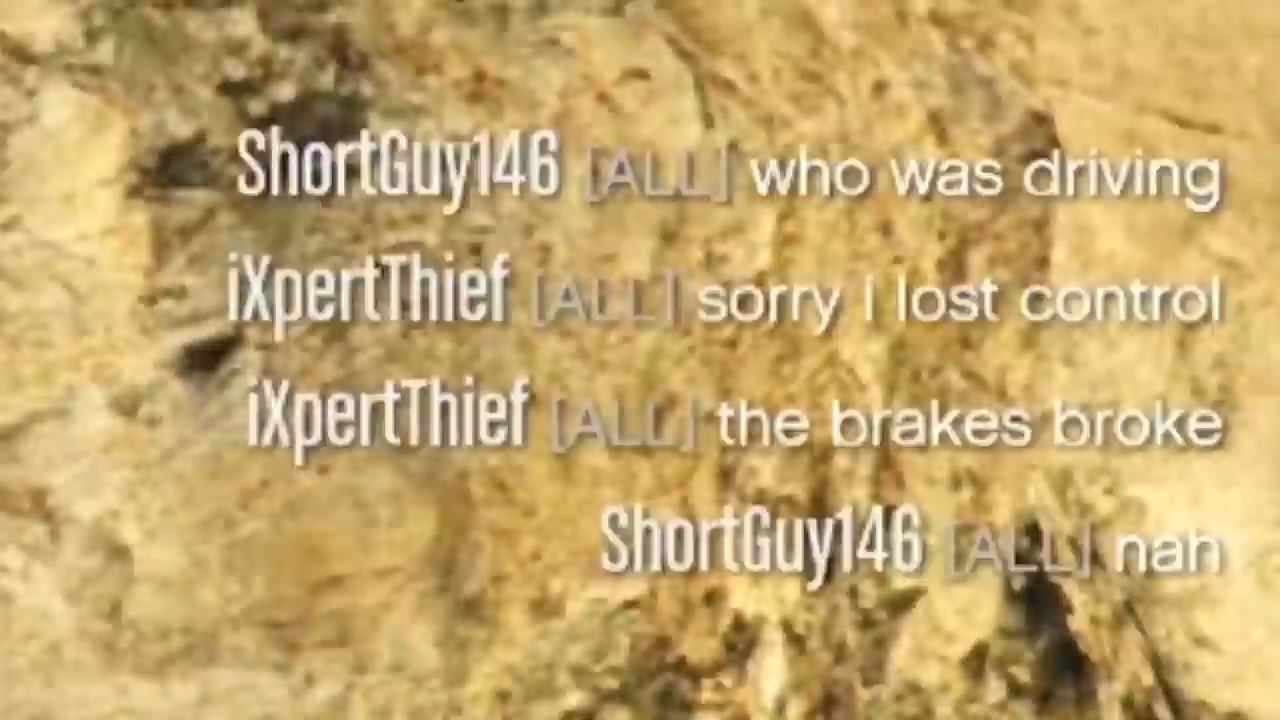 ShortGuy146 [ALL] who was driving
iXpertThief [ALL] sorry I lost control
iXpertThief [ALL] the brakes broke
ShortGuy146 [ALL] nah